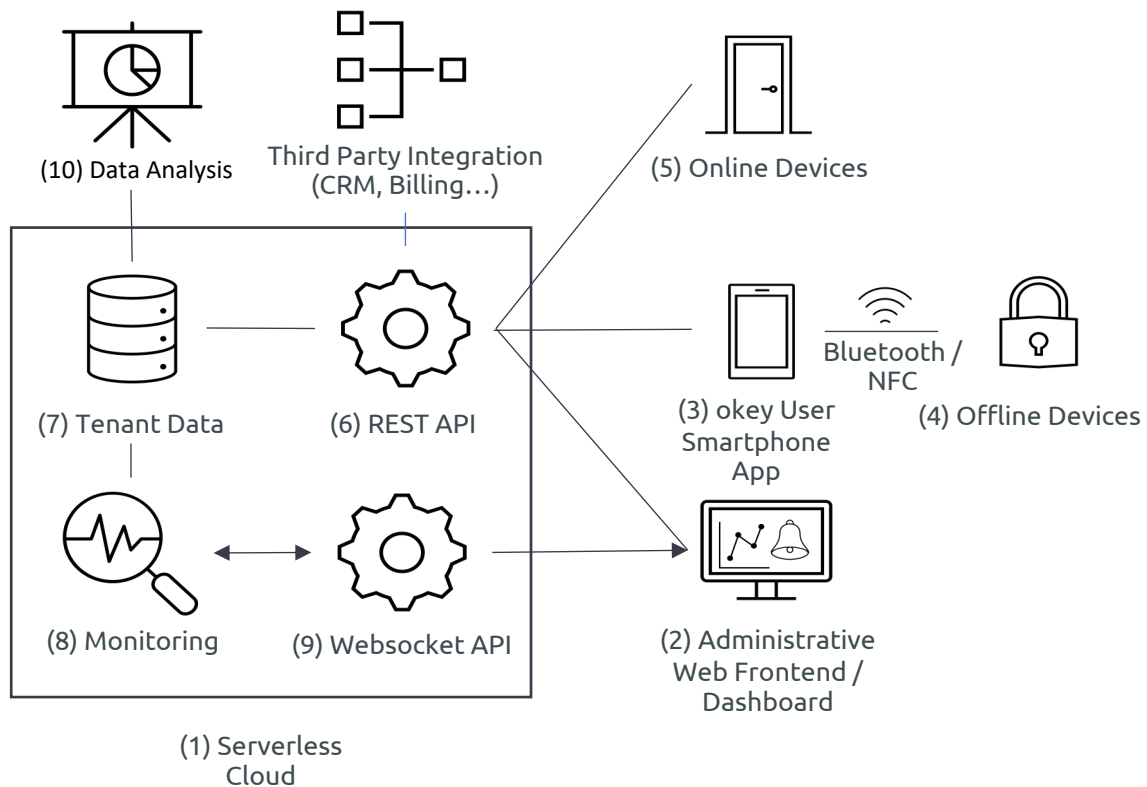 (10) Data Analysis
Third Party Integration
(CRM, Billing…)
(5) Online Devices
Bluetooth /
NFC
(7) Tenant Data
(6) REST API
(3) okey User
Smartphone
App
(4) Offline Devices
(8) Monitoring
(9) Websocket API
(2) Administrative
Web Frontend /
Dashboard
(1) Serverless
Cloud